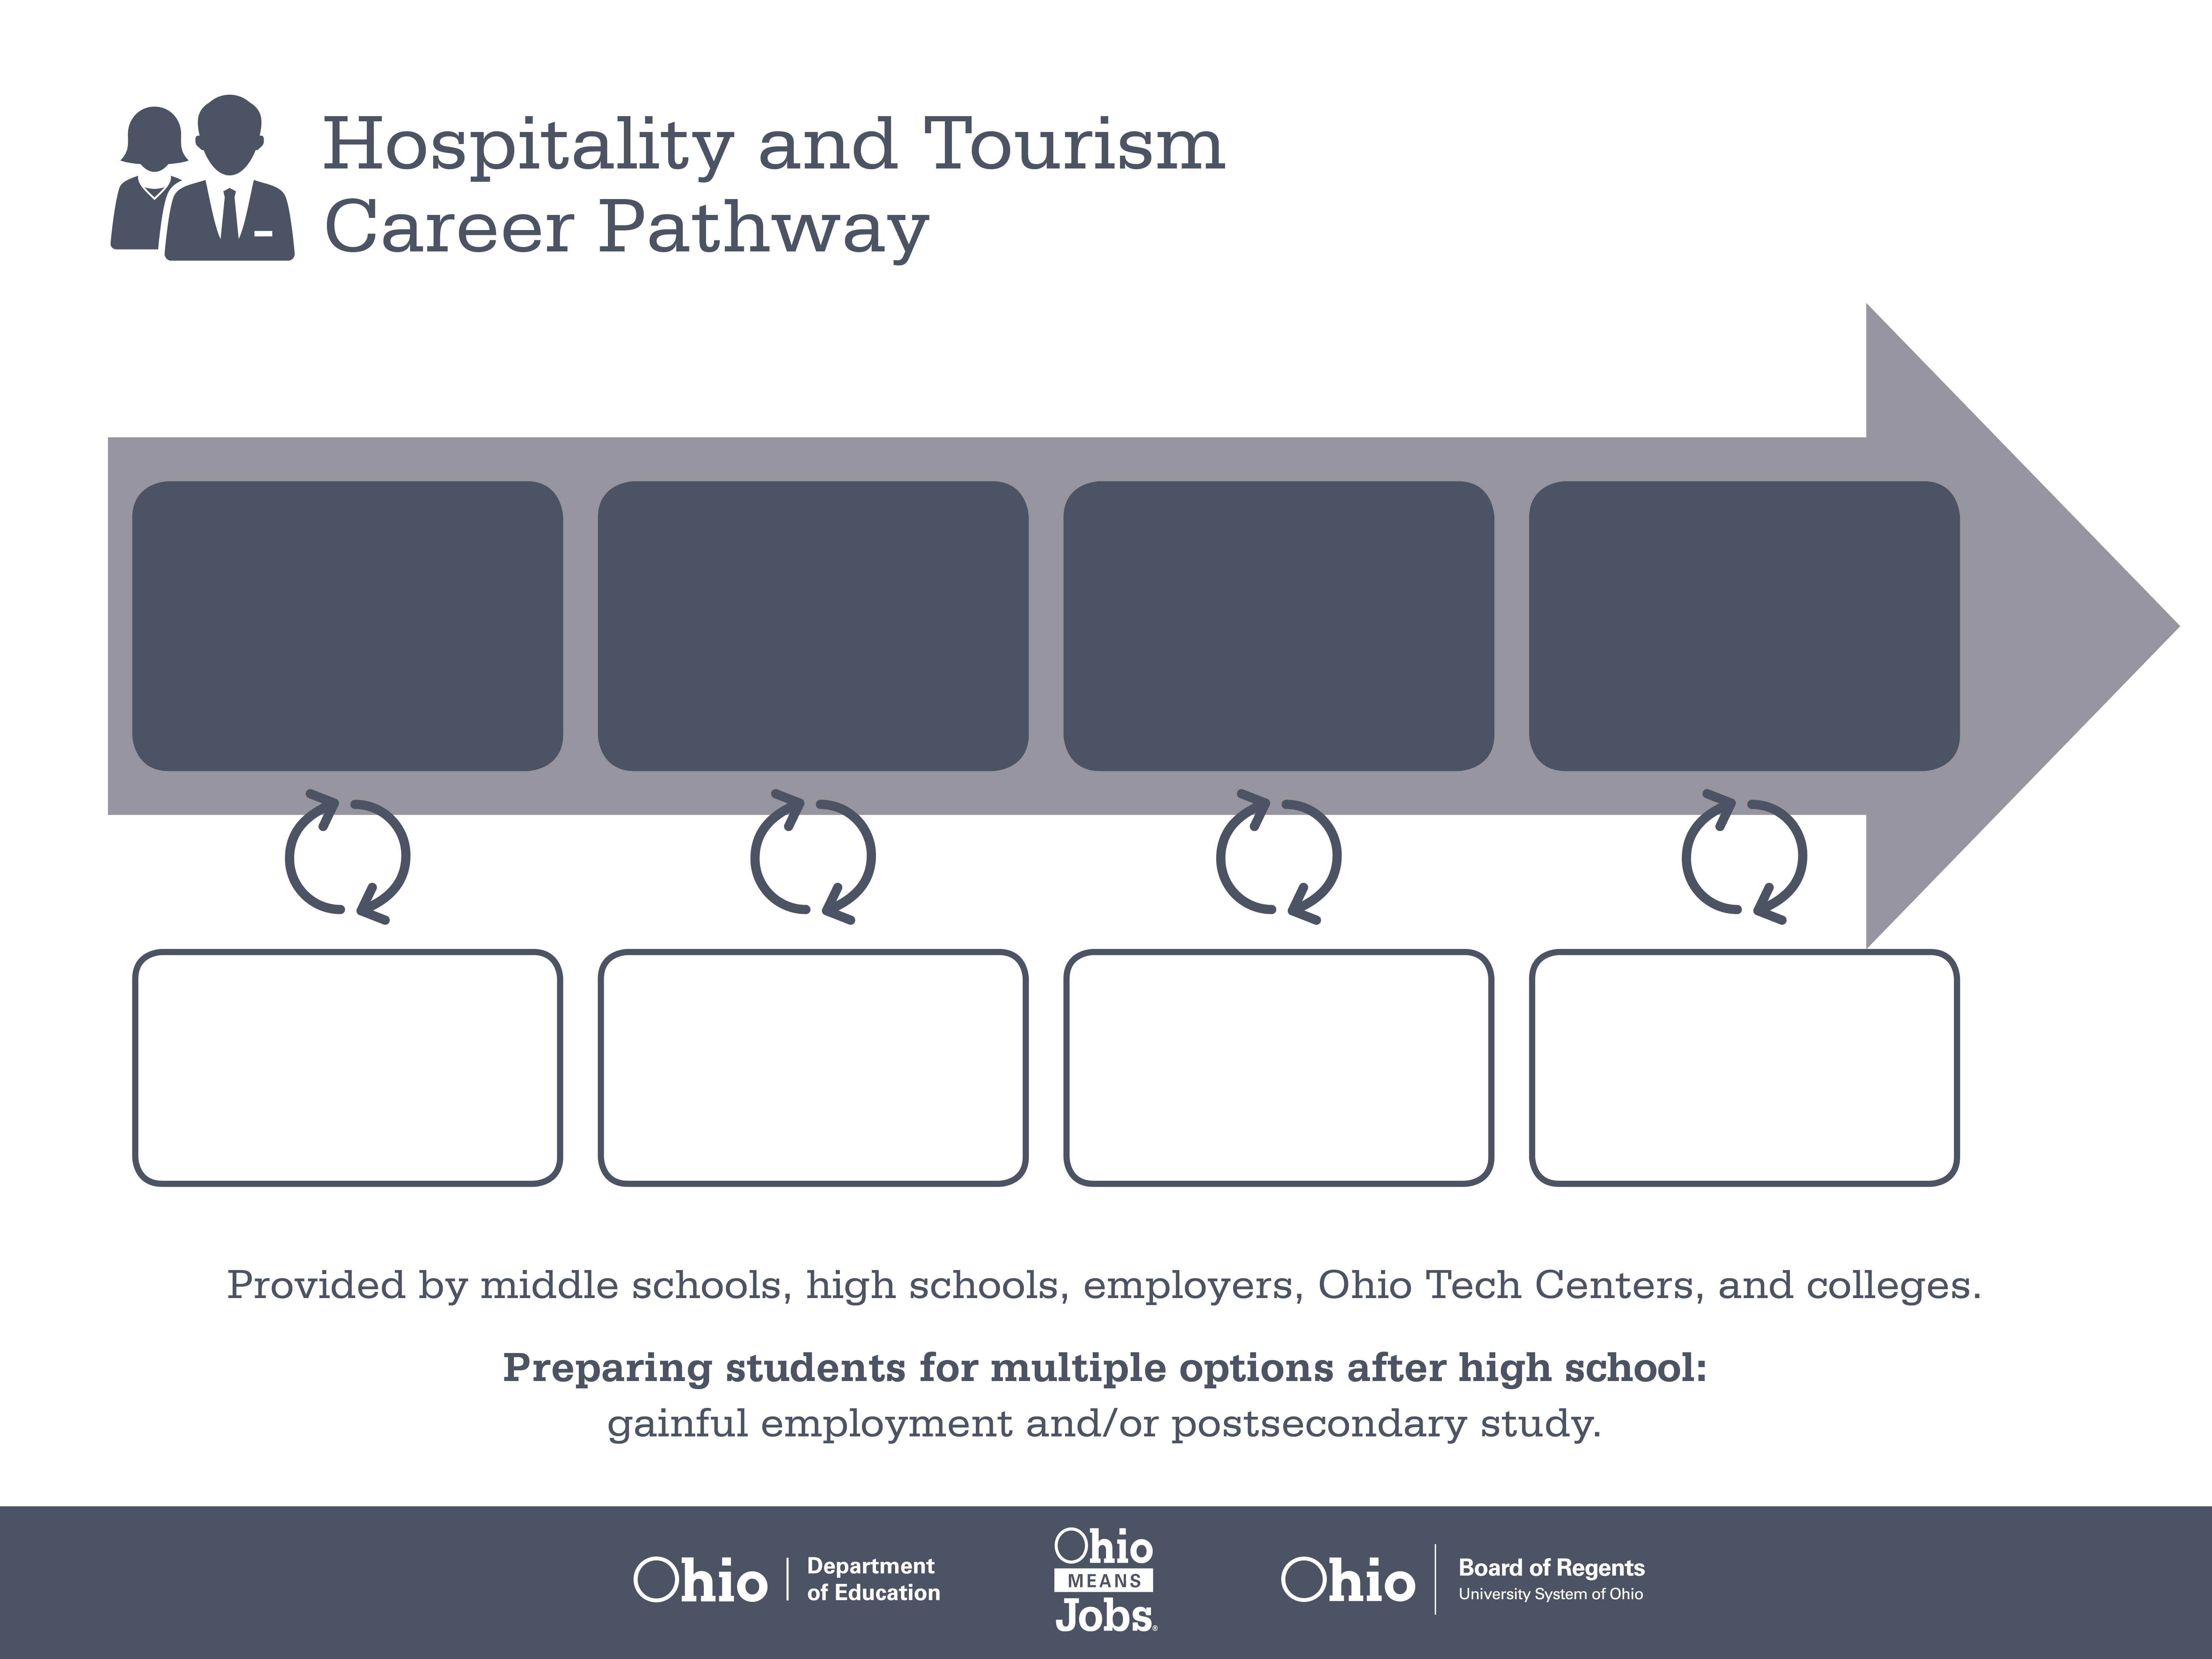 Hospitality and Tourism
Career Pathway
Provided by middle schools, high schools, employers, Ohio Tech Centers, and colleges.
Preparing students for multiple options after high school:
gainful employment and/or postsecondary study.
Ohio
Department
of Education
Ohio
MEANS
Jobs®
Ohio
Board of Regents
University System of Ohio